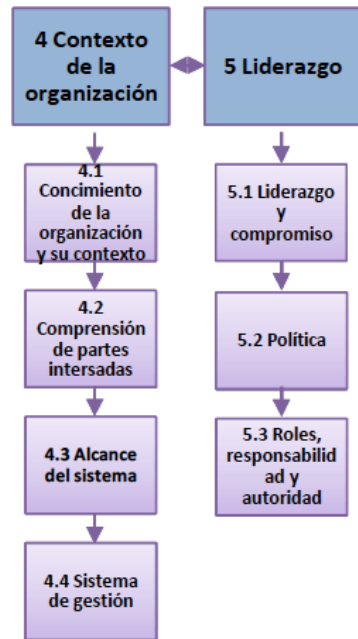 4 Contexto
de la
organización
5 Liderazgo
4.1
Concimiento
de la
organización
y su contexto
4.2
Comprensión
de partes
intersadas
4.3 Alcance
del sistema
4.4 Sistema
de gestión
5.1 Liderazgo
y
compromiso
5.2 Política
5.3 Roles,
responsabilid
ad y
autoridad